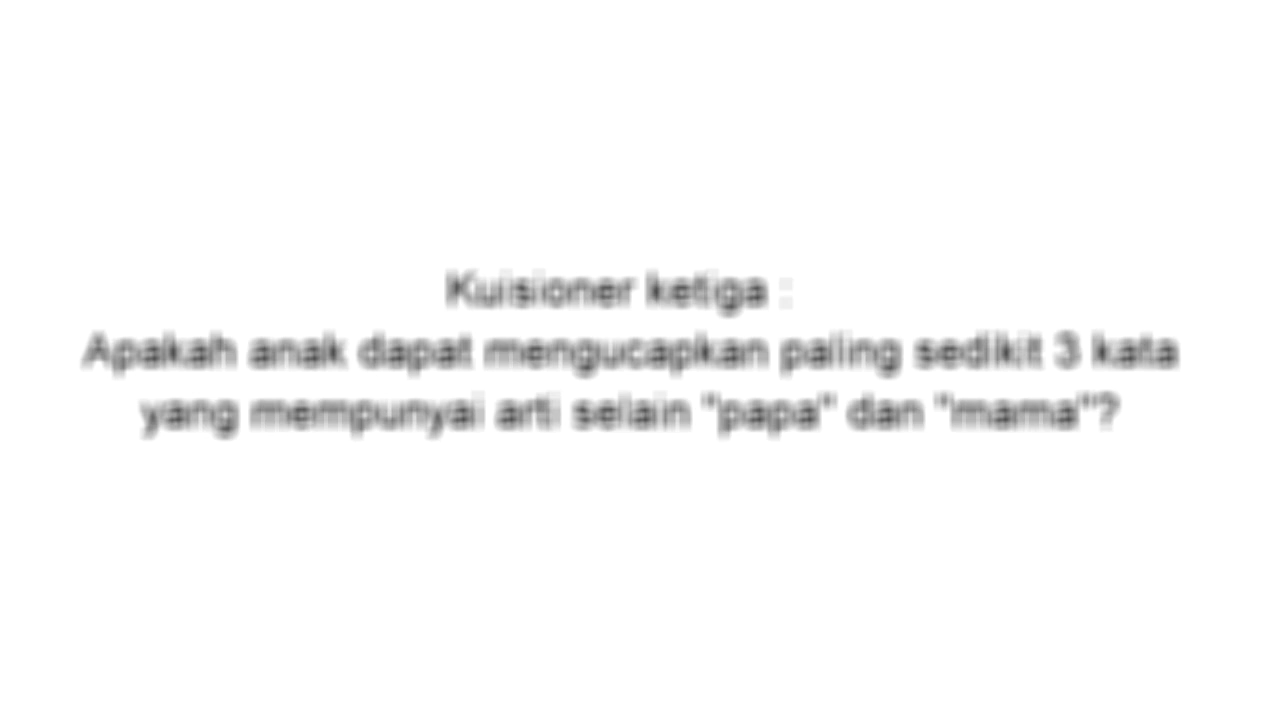 Kuisioner ketiga :
Apakah anak dapat mengucapkan paling sedikit 3 kata
yang mempunyai arti selain "papa" dan "mama"?